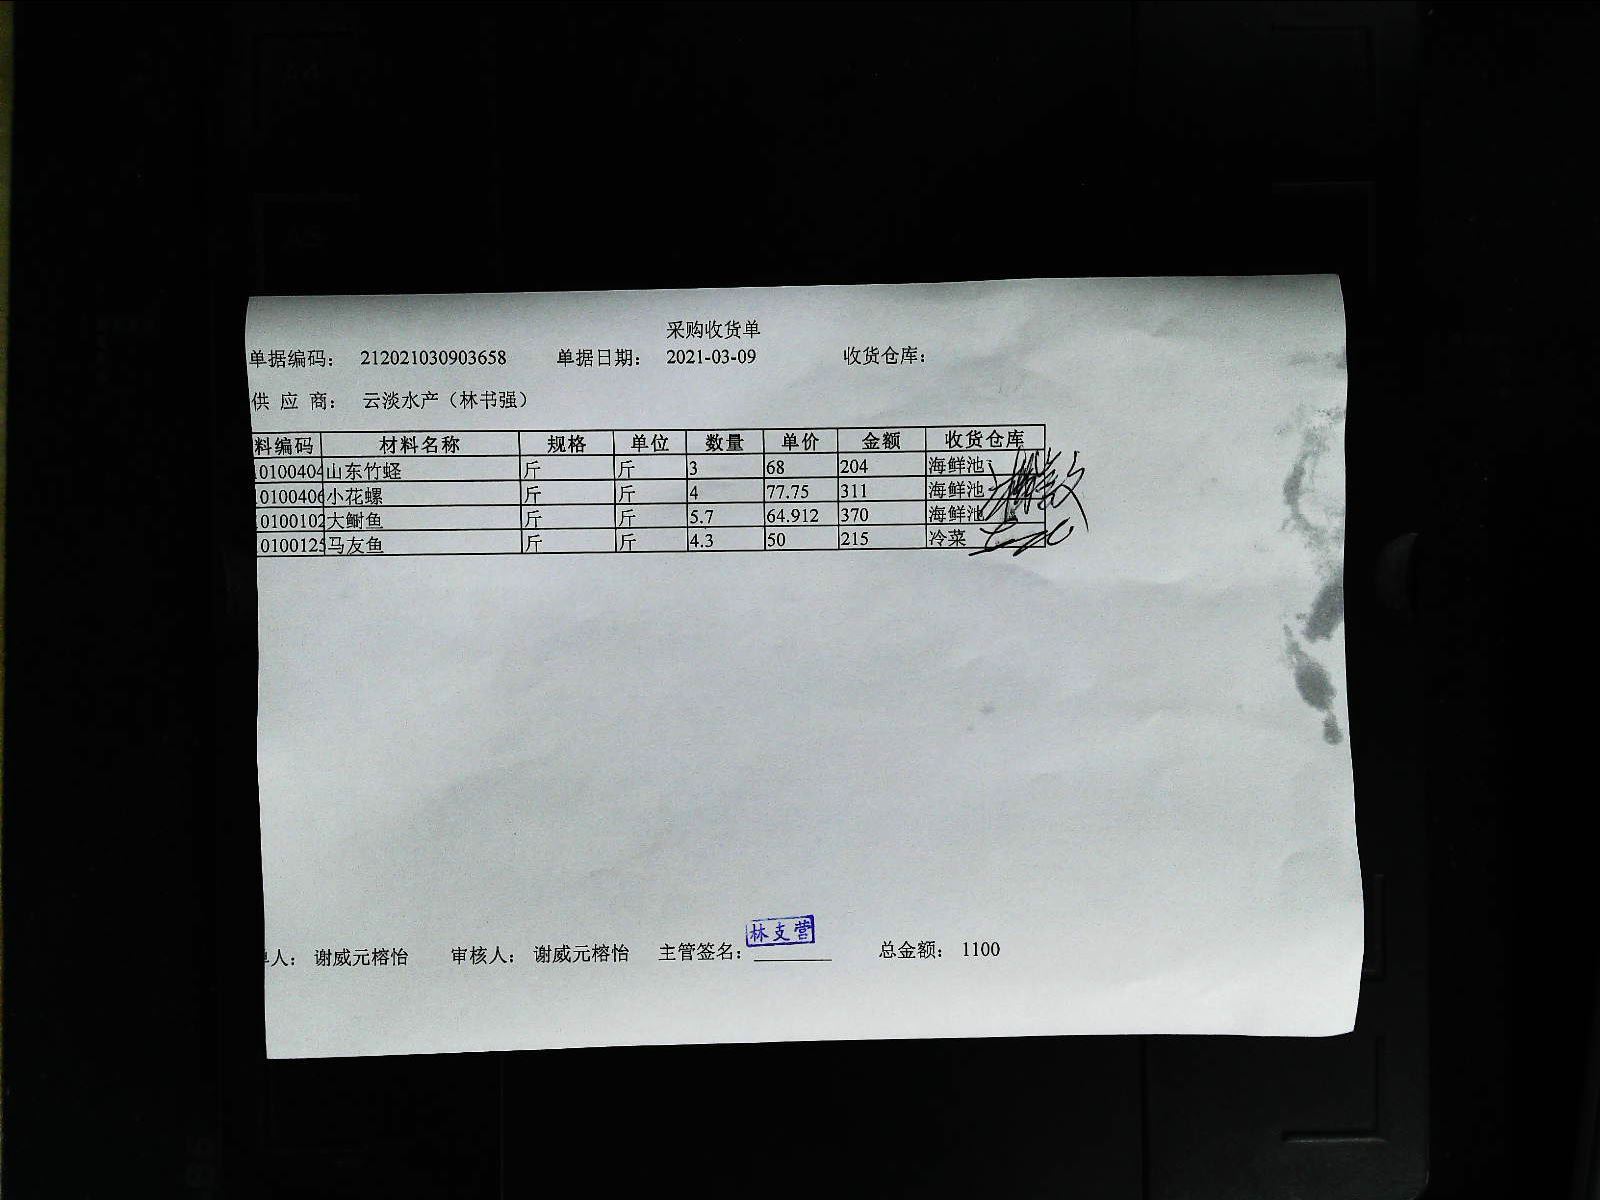 采购收货单
单据编码: 212021030903658 单据日期: 2021-03-09 收货仓库:
供 应 商: 云淡水产（林书强）
料编码 材料名称 规格 单位 数量 单价 金额 收货仓库
0100404 山东竹蛏 斤 斤 3 68 204 海鲜池
0100406 小花螺 斤 斤 4 77.75 311 海鲜池
0100102 大鲥鱼 斤 斤 5.7 64.912 370 海鲜池
0100125 马友鱼 斤 斤 4.3 50 215 冷菜
林支营
单人: 谢威元榕怡 审核人: 谢威元榕怡 主管签名: 总金额: 1100